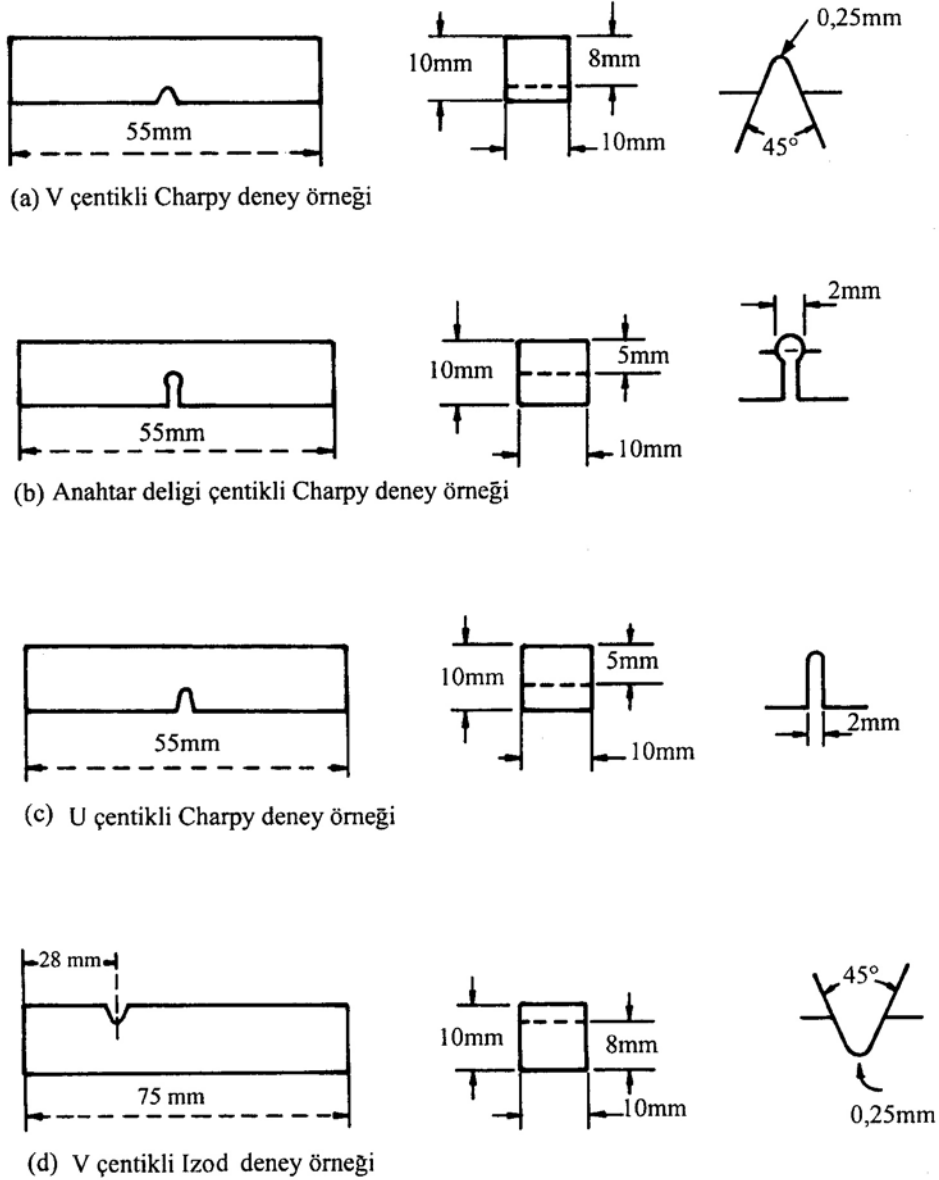 0,25mm
10mm
8mm
55mm
10mm
45°
(a) V çentikli Charpy deney örneği
2mm
10mm
5mm
55mm
10mm
(b) Anahtar deligi çentikli Charpy deney örneği
10mm
5mm
55mm
10mm
2mm
(c) U çentikli Charpy deney örneği
28 mm
45°
10mm
8mm
75 mm
10mm
0,25mm
(d) V çentikli Izod deney örneği